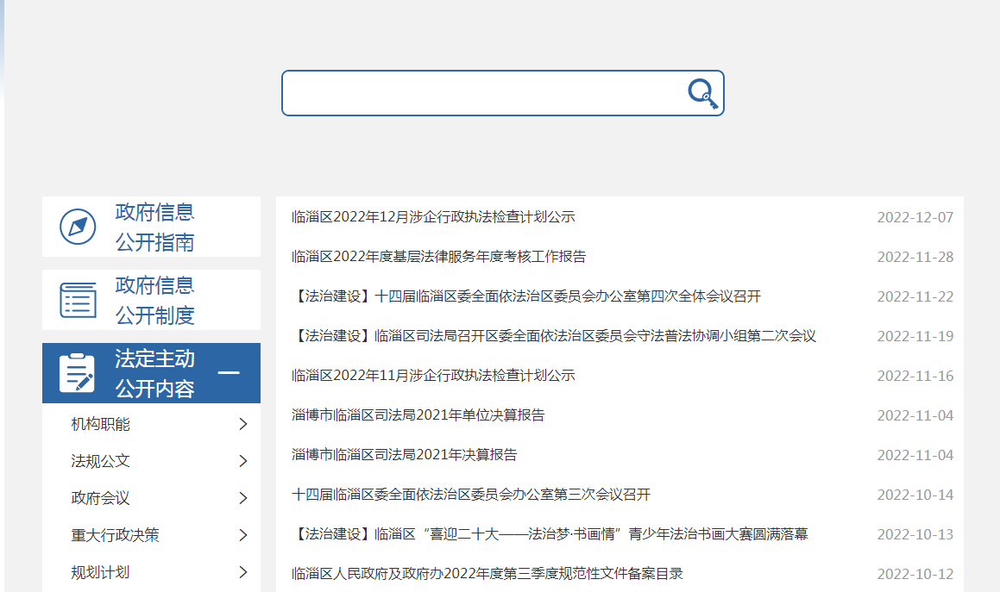 政府信息
公开指南
政府信息
公开制度
法定主动
公开内容
机构职能
法规公文
政府会议
重大行政决策
规划计划
临淄区2022年12月涉企行政执法检查计划公示 2022-12-07
临淄区2022年度基层法律服务年度考核工作报告 2022-11-28
【法治建设】十四届临淄区委全面依法治区委员会办公室第四次全体会议召开 2022-11-22
【法治建设】临淄区司法局召开区委全面依法治区委员会守法普法协调小组第二次会议 2022-11-19
临淄区2022年11月涉企行政执法检查计划公示 2022-11-16
淄博市临淄区司法局2021年单位决算报告 2022-11-04
淄博市临淄区司法局2021年决算报告 2022-11-04
十四届临淄区委全面依法治区委员会办公室第三次会议召开 2022-10-14
【法治建设】临淄区“喜迎二十大——法治梦·书画情”青少年法治书画大赛圆满落幕 2022-10-13
临淄区人民政府及政府办2022年度第三季度规范性文件备案目录 2022-10-12